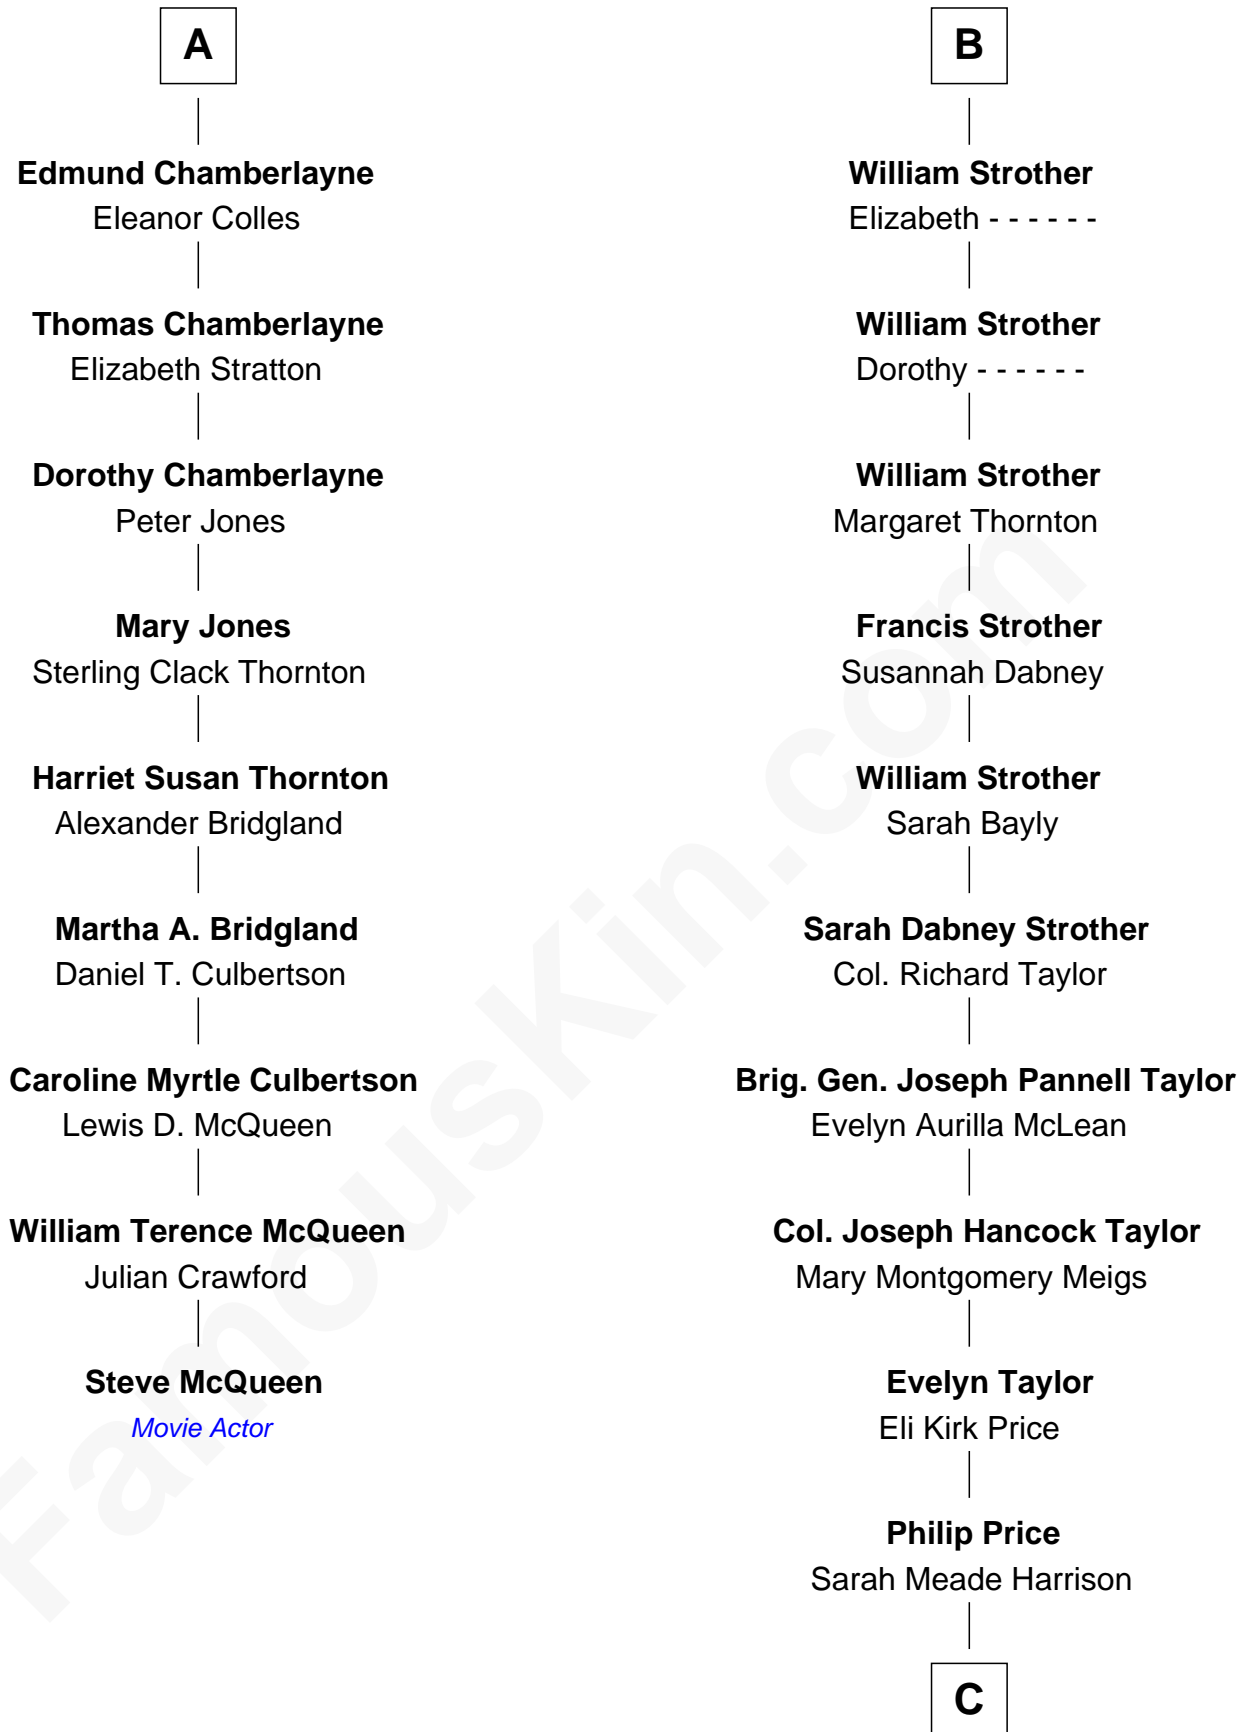 A
Edmund Chamberlayne
Eleanor Colles
Thomas Chamberlayne
Elizabeth Stratton
Dorothy Chamberlayne
Peter Jones
Mary Jones
Sterling Clack Thornton
Harriet Susan Thornton
Alexander Bridgland
Martha A. Bridgland
Daniel T. Culbertson
Caroline Myrtle Culbertson
Lewis D. McQueen
William Terence McQueen
Julian Crawford
Steve McQueen
Movie Actor
B
William Strother
Elizabeth - - - - - -
William Strother
Dorothy - - - - - -
William Strother
Margaret Thornton
Francis Strother
Susannah Dabney
William Strother
Sarah Bayly
Sarah Dabney Strother
Col. Richard Taylor
Brig. Gen. Joseph Pannell Taylor
Evelyn Aurilla McLean
Col. Joseph Hancock Taylor
Mary Montgomery Meigs
Evelyn Taylor
Eli Kirk Price
Philip Price
Sarah Meade Harrison
C
FamousKin.com